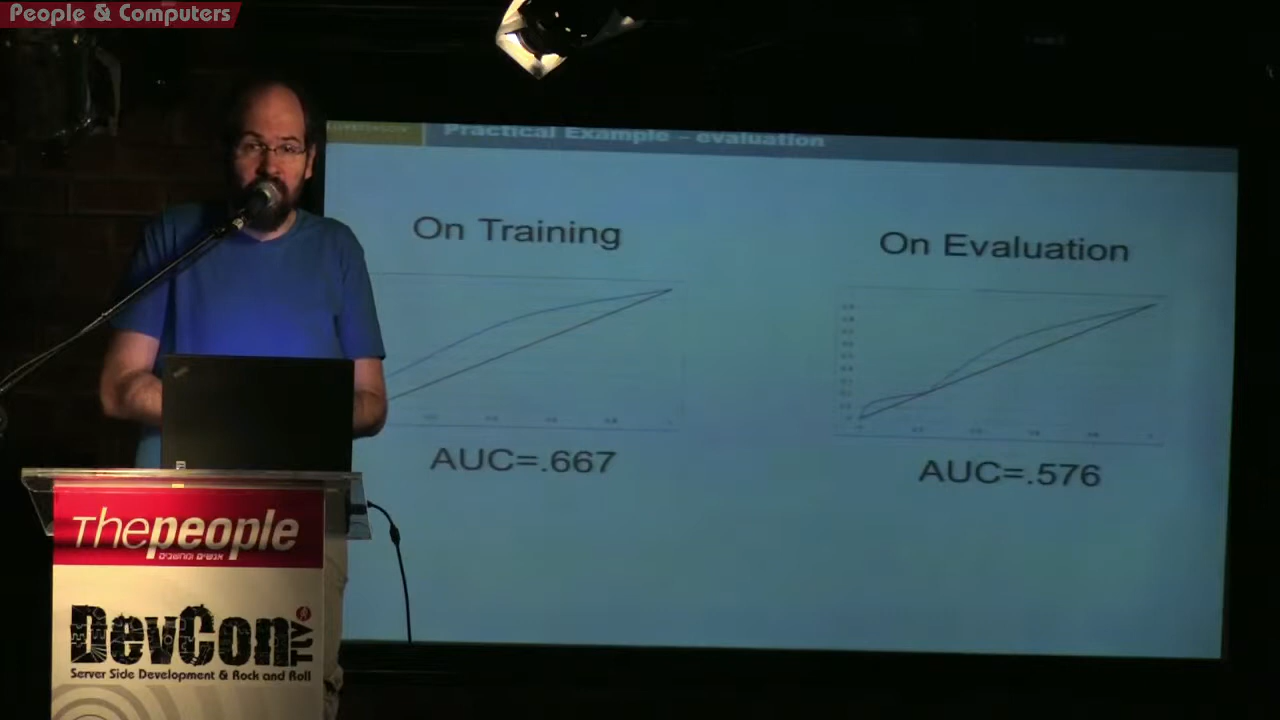 People & Computers
Practical Example – evaluation
On Training
On Evaluation
AUC=.667
AUC=.576
Thepeople
אנשים ומחשבים
DevCon TLV
Server Side Development & Rock and Roll